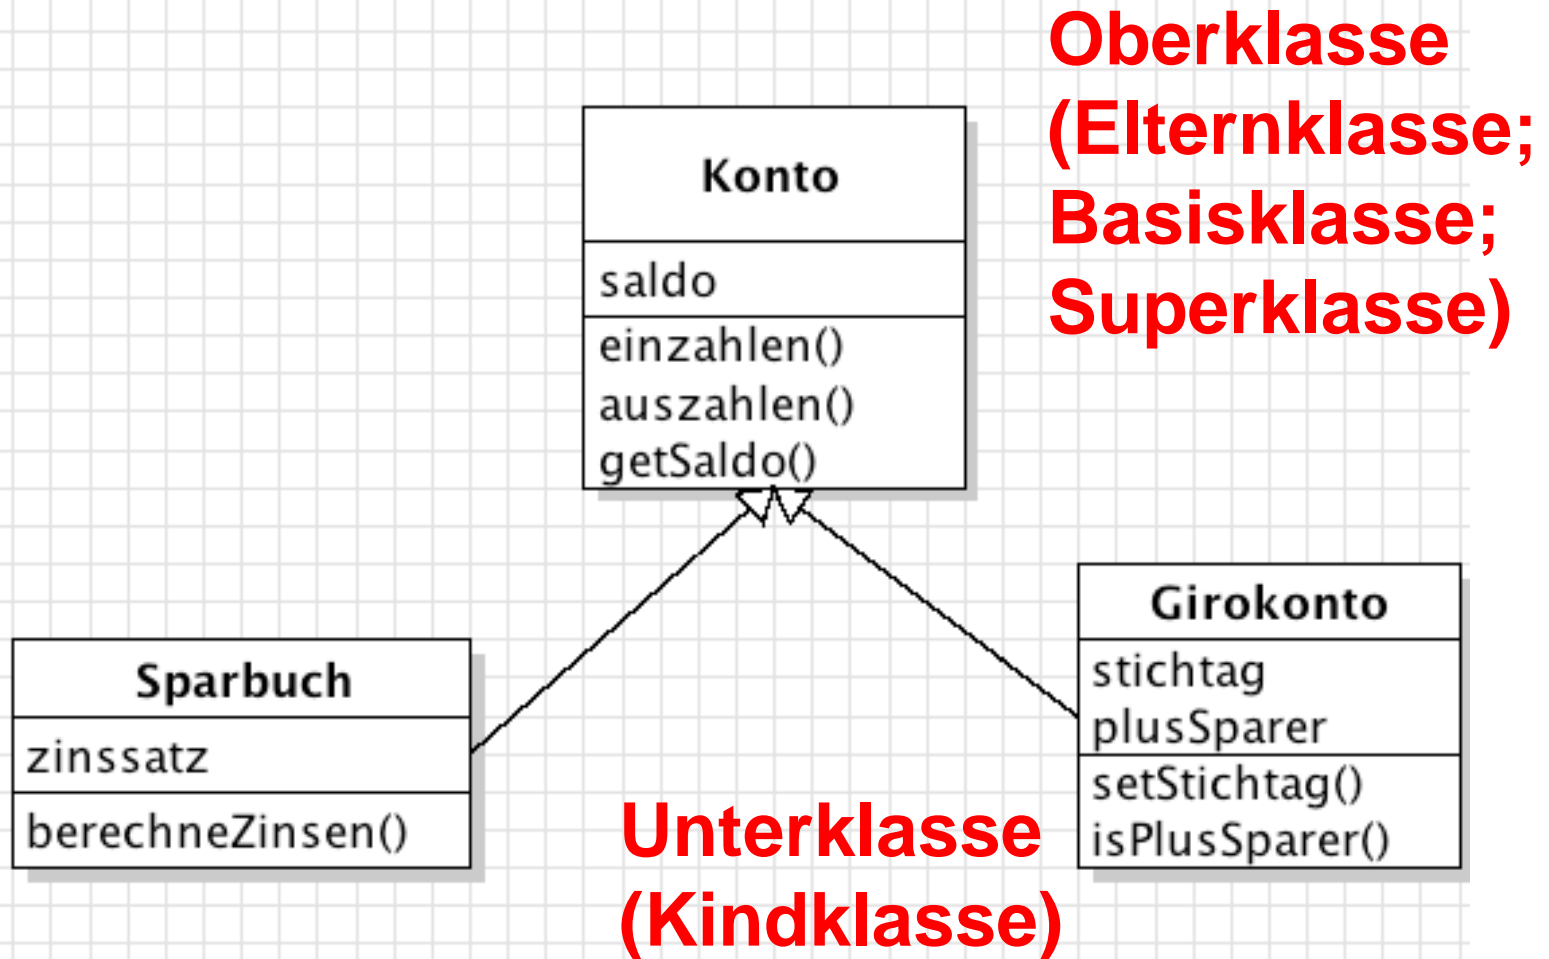 Oberklasse
(Elternklasse;
Basisklasse;
Superklasse)
Konto
saldo
einzahlen()
auszahlen()
getSaldo()
Sparbuch
zinssatz
berechneZinsen()
Girokonto
stichtag
plusSparer
setStichtag()
isPlusSparer()
Unterklasse
(Kindklasse)